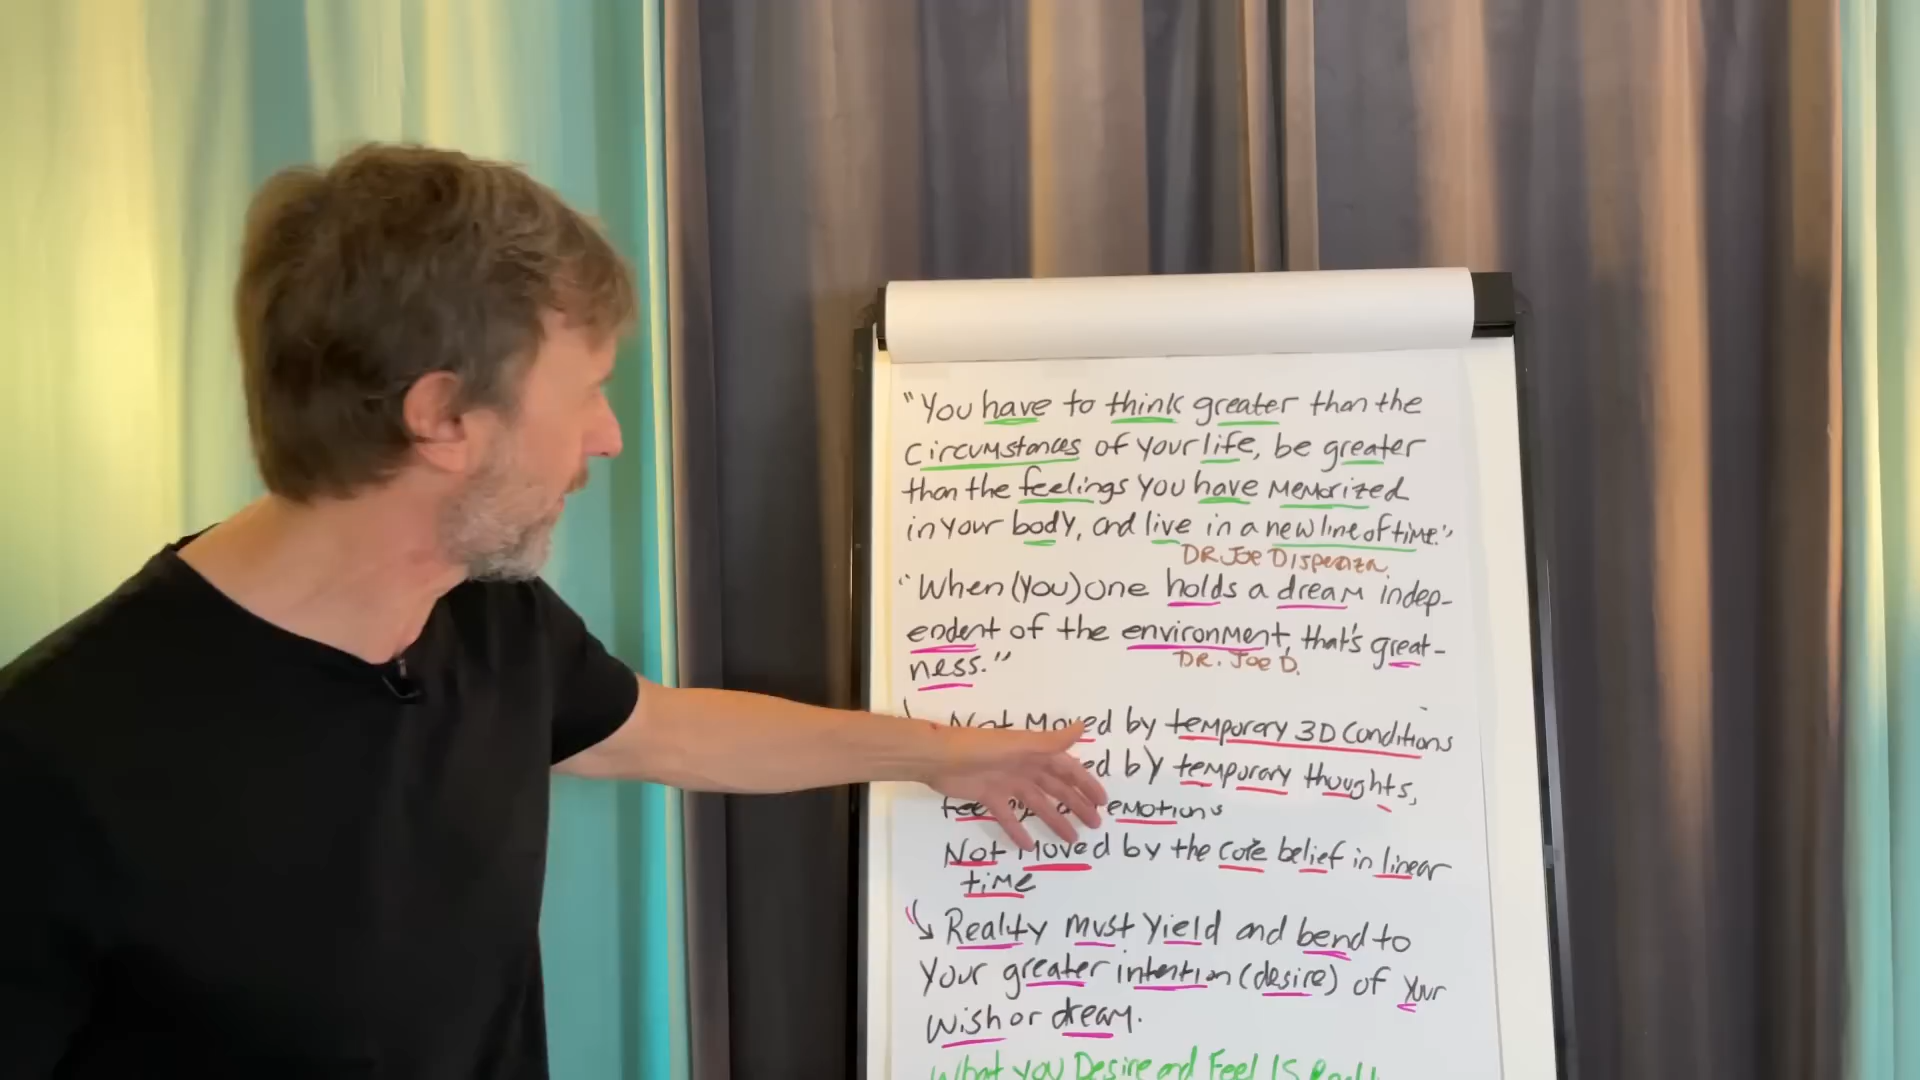 "You have to think greater than the
circumstances of your life, be greater
than the feelings you have memorized
in your body, and live in a new line of time."
DR. Joe Dispenza.
"When (you) one holds a dream indep-
endent of the environment, that's great-
ness."
DR. Joe D.
Not Moved by temporary 3D Conditions
by temporary thoughts,
emotions
Not Moved by the core belief in linear
time
Reality must yield and bend to
your greater intention (desire) of your
wish or dream.
What you Desire and Feel IS